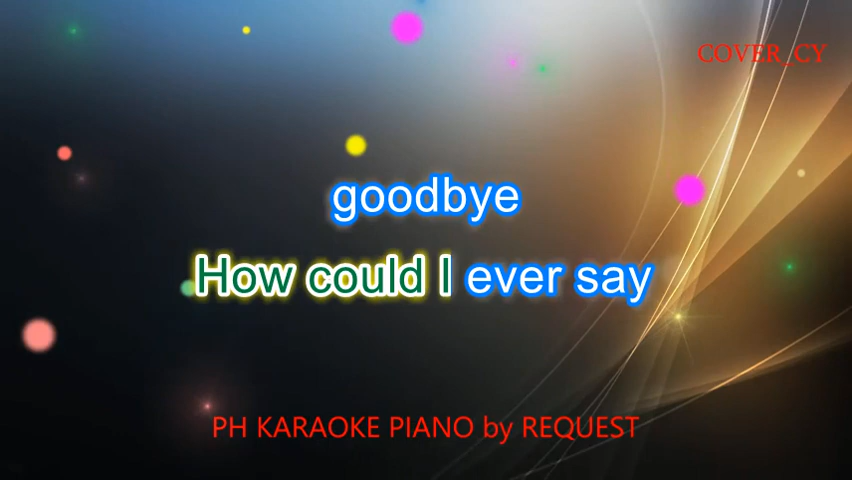 COVER_CY
goodbye
How could I ever say
PH KARAOKE PIANO by REQUEST